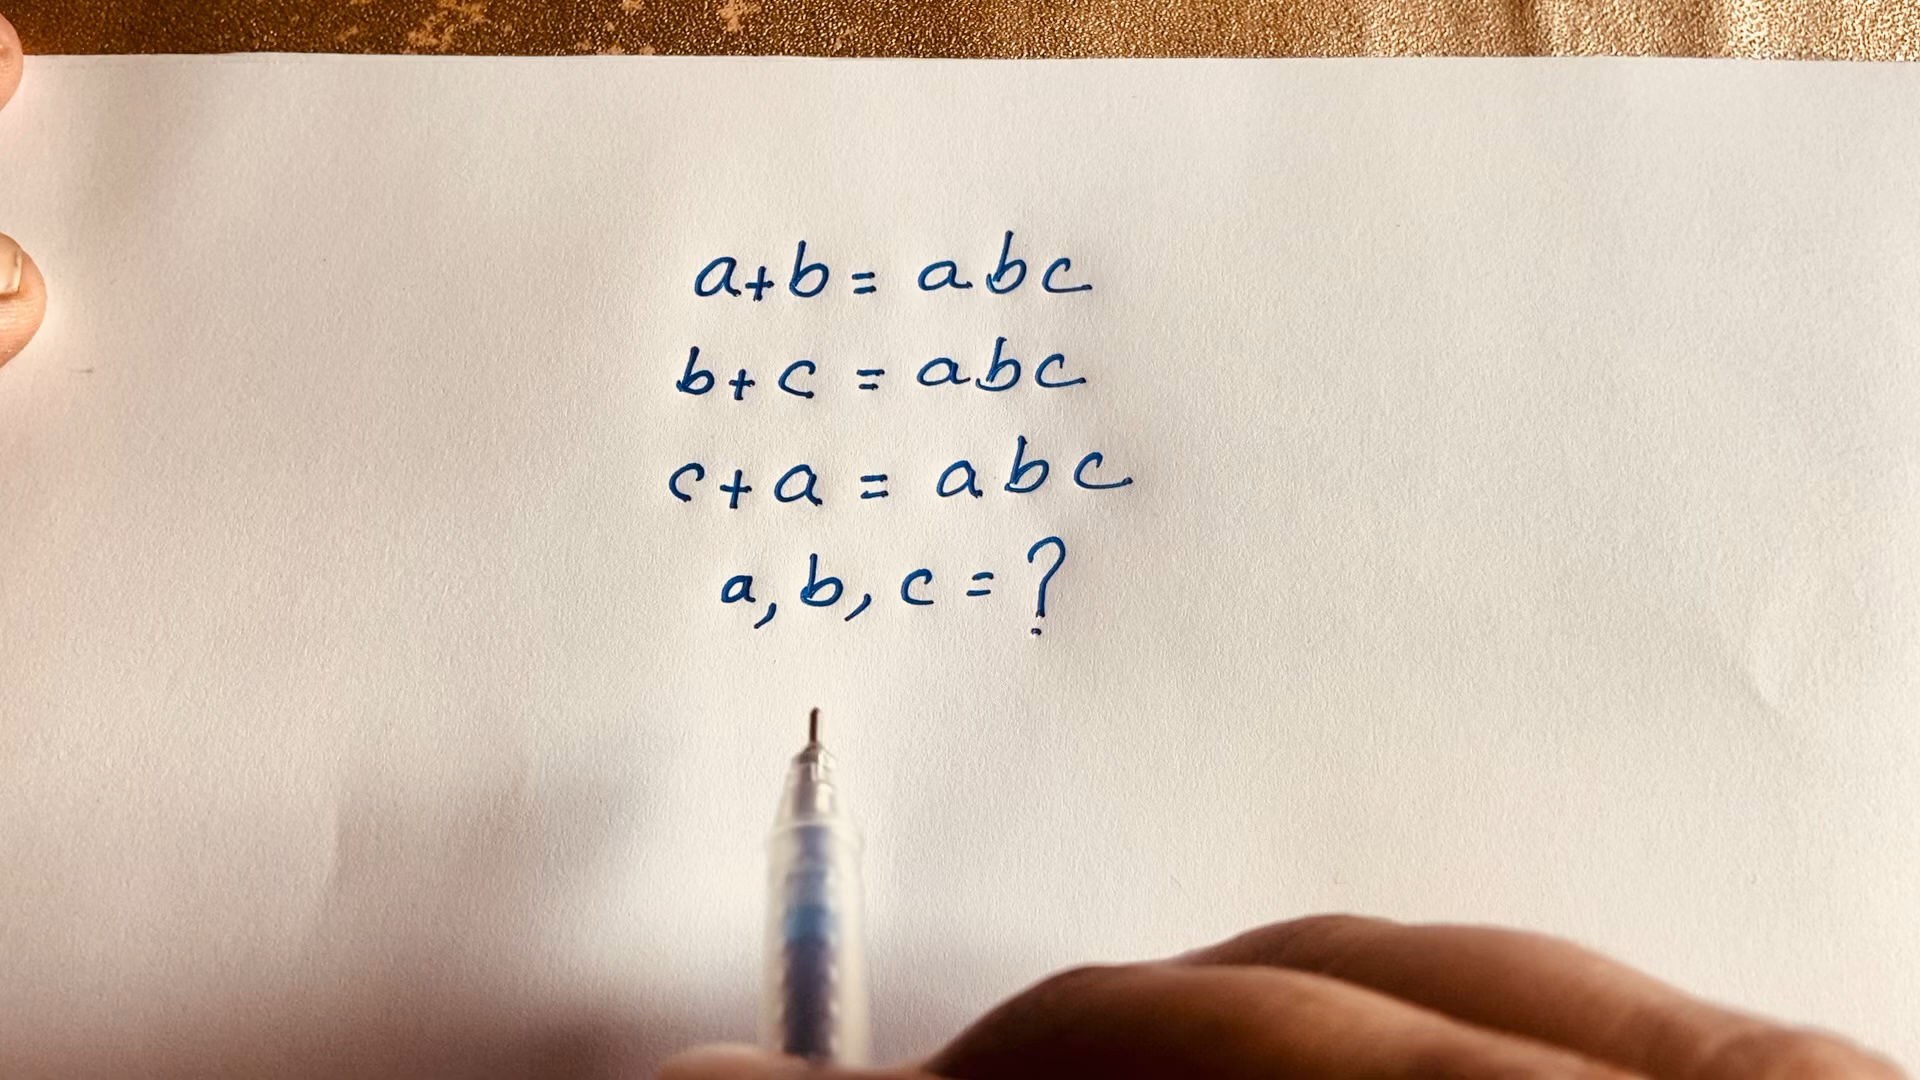 a+b = abc
b+c = abc
c+a = abc
a, b, c = ?